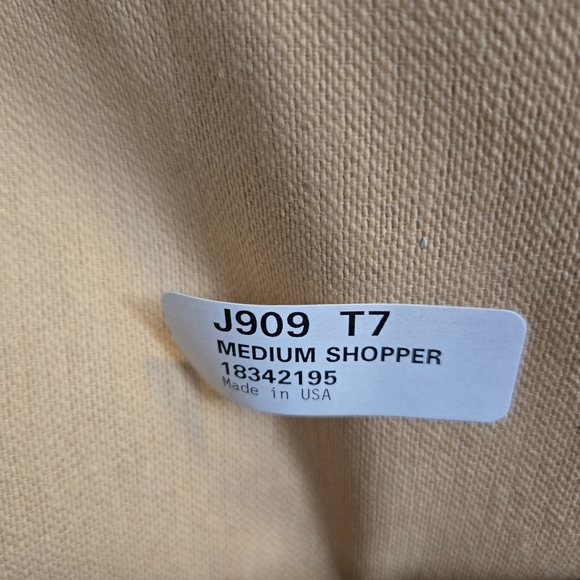 J909 T7
MEDIUM SHOPPER
18342195
Made in USA